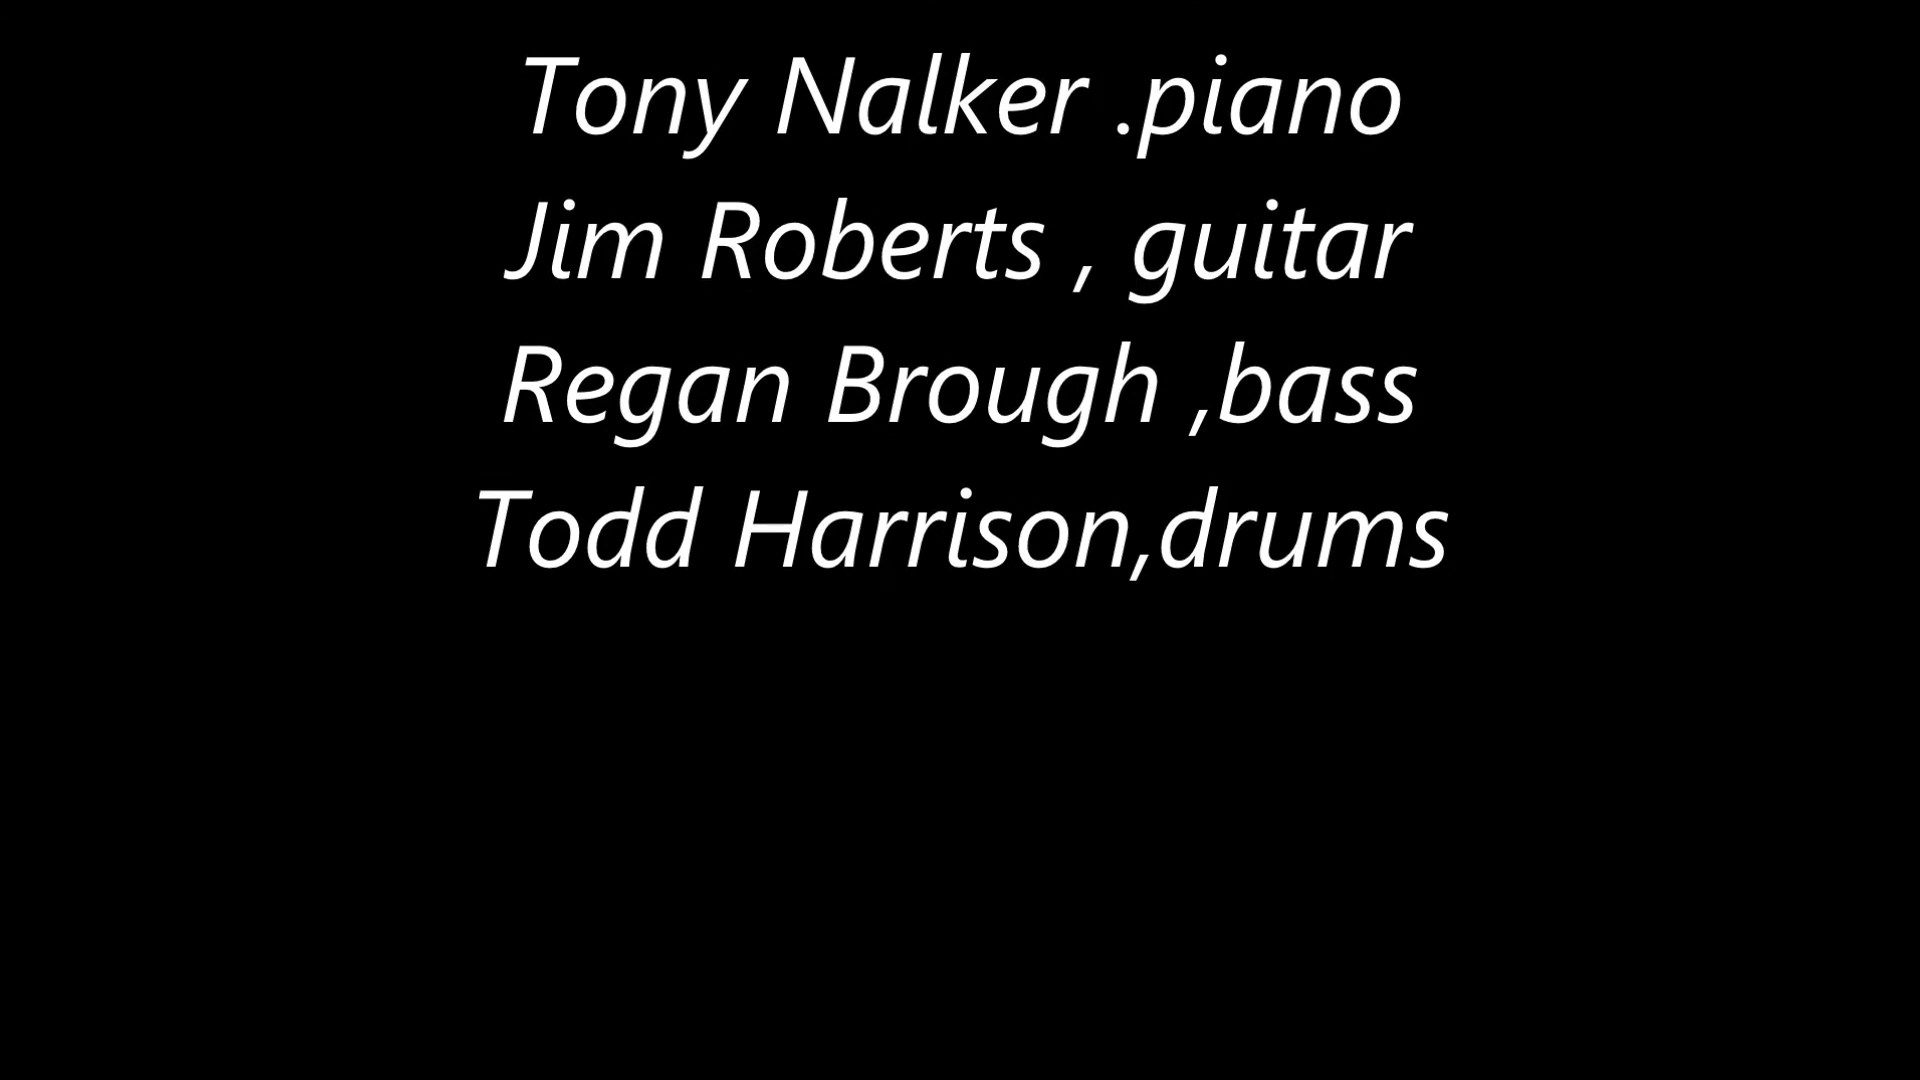 Tony Nalker .piano
Jim Roberts , guitar
Regan Brough ,bass
Todd Harrison,drums